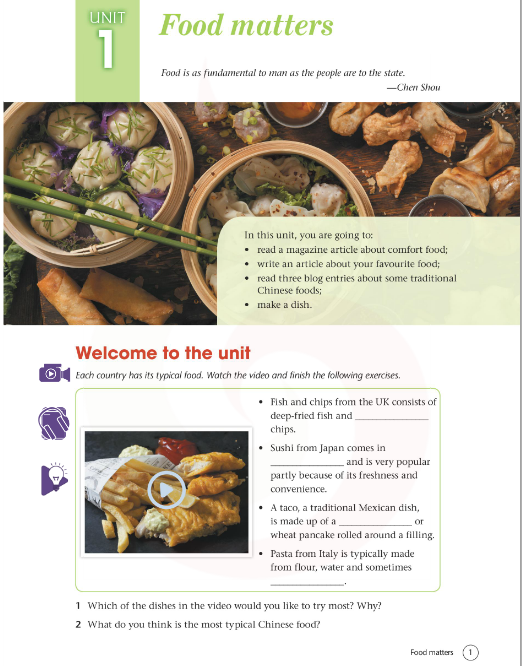 UNIT
1
Food matters
Food is as fundamental to man as the people are to the state.
—Chen Shou
In this unit, you are going to:
• read a magazine article about comfort food;
• write an article about your favourite food;
• read three blog entries about some traditional
Chinese foods;
• make a dish.
Welcome to the unit
Each country has its typical food. Watch the video and finish the following exercises.
• Fish and chips from the UK consists of
deep-fried fish and _______________
chips.
• Sushi from Japan comes in
_______________ and is very popular
partly because of its freshness and
convenience.
• A taco, a traditional Mexican dish,
is made up of a _______________ or
wheat pancake rolled around a filling.
• Pasta from Italy is typically made
from flour, water and sometimes
_______________.
1 Which of the dishes in the video would you like to try most? Why?
2 What do you think is the most typical Chinese food?
Food matters 1